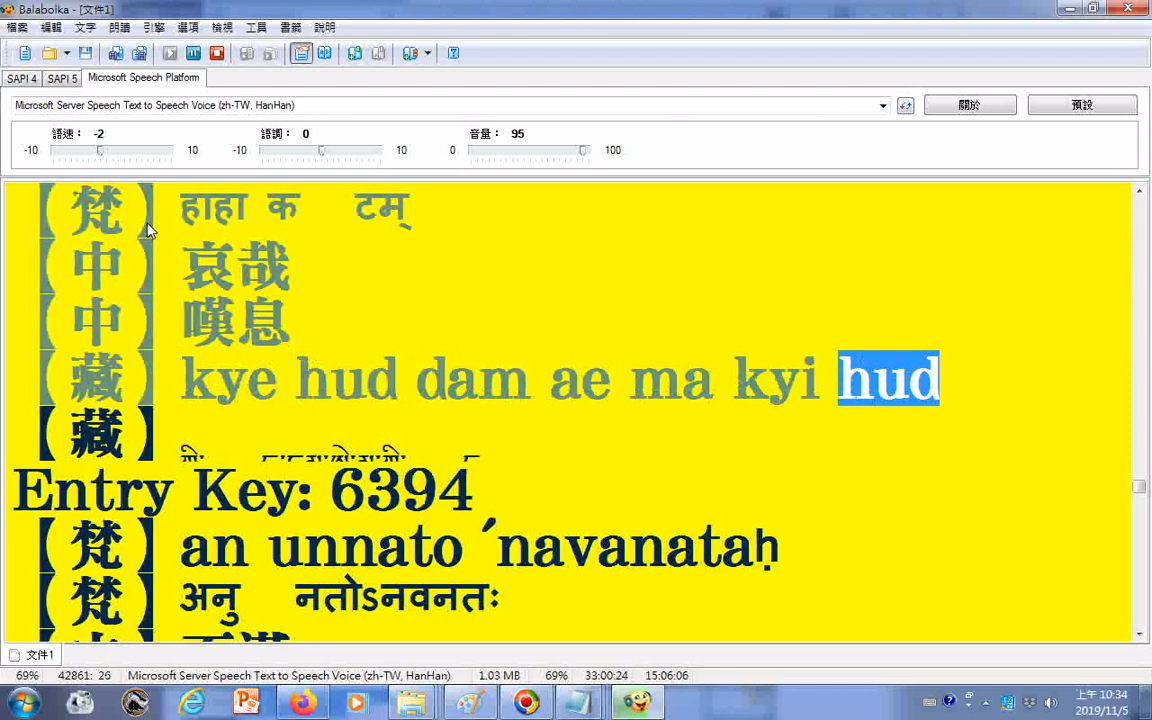 Balabolka - [文件1]
檔案 編輯 文字 朗讀 引擎 選項 檢視 工具 書籤 說明
SAPI 4 SAPI 5 Microsoft Speech Platform
Microsoft Server Speech Text to Speech Voice (zh-TW, HanHan) 關於 預設
語速： -2 語調： 0 音量： 95
-10 10 -10 10 0 100
【梵】 हाहा क टम्
【中】 哀哉
【中】 嘆息
【藏】 kye hud dam ae ma kyi hud
【藏】
Entry Key: 6394
【梵】 an unnato ´navanataḥ
【梵】 अनु नतोऽनवनतः
文件1
69% 42861: 26 Microsoft Server Speech Text to Speech Voice (zh-TW, HanHan) 1.03 MB 69% 33:00:24 15:06:06
上午 10:34
2019/11/5